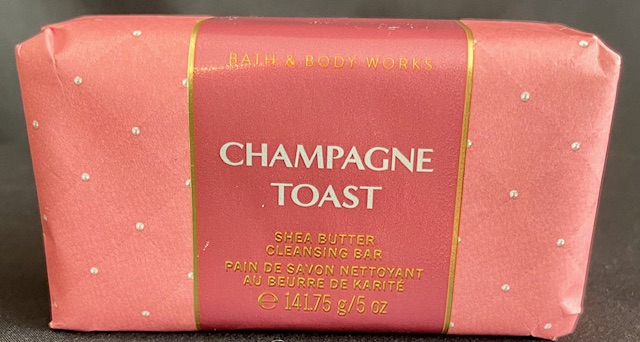 BATH & BODY WORKS
CHAMPAGNE
TOAST
SHEA BUTTER
CLEANSING BAR
PAIN DE SAVON NETTOYANT
AU BEURRE DE KARITÉ
℮ 141.75 g/5 oz